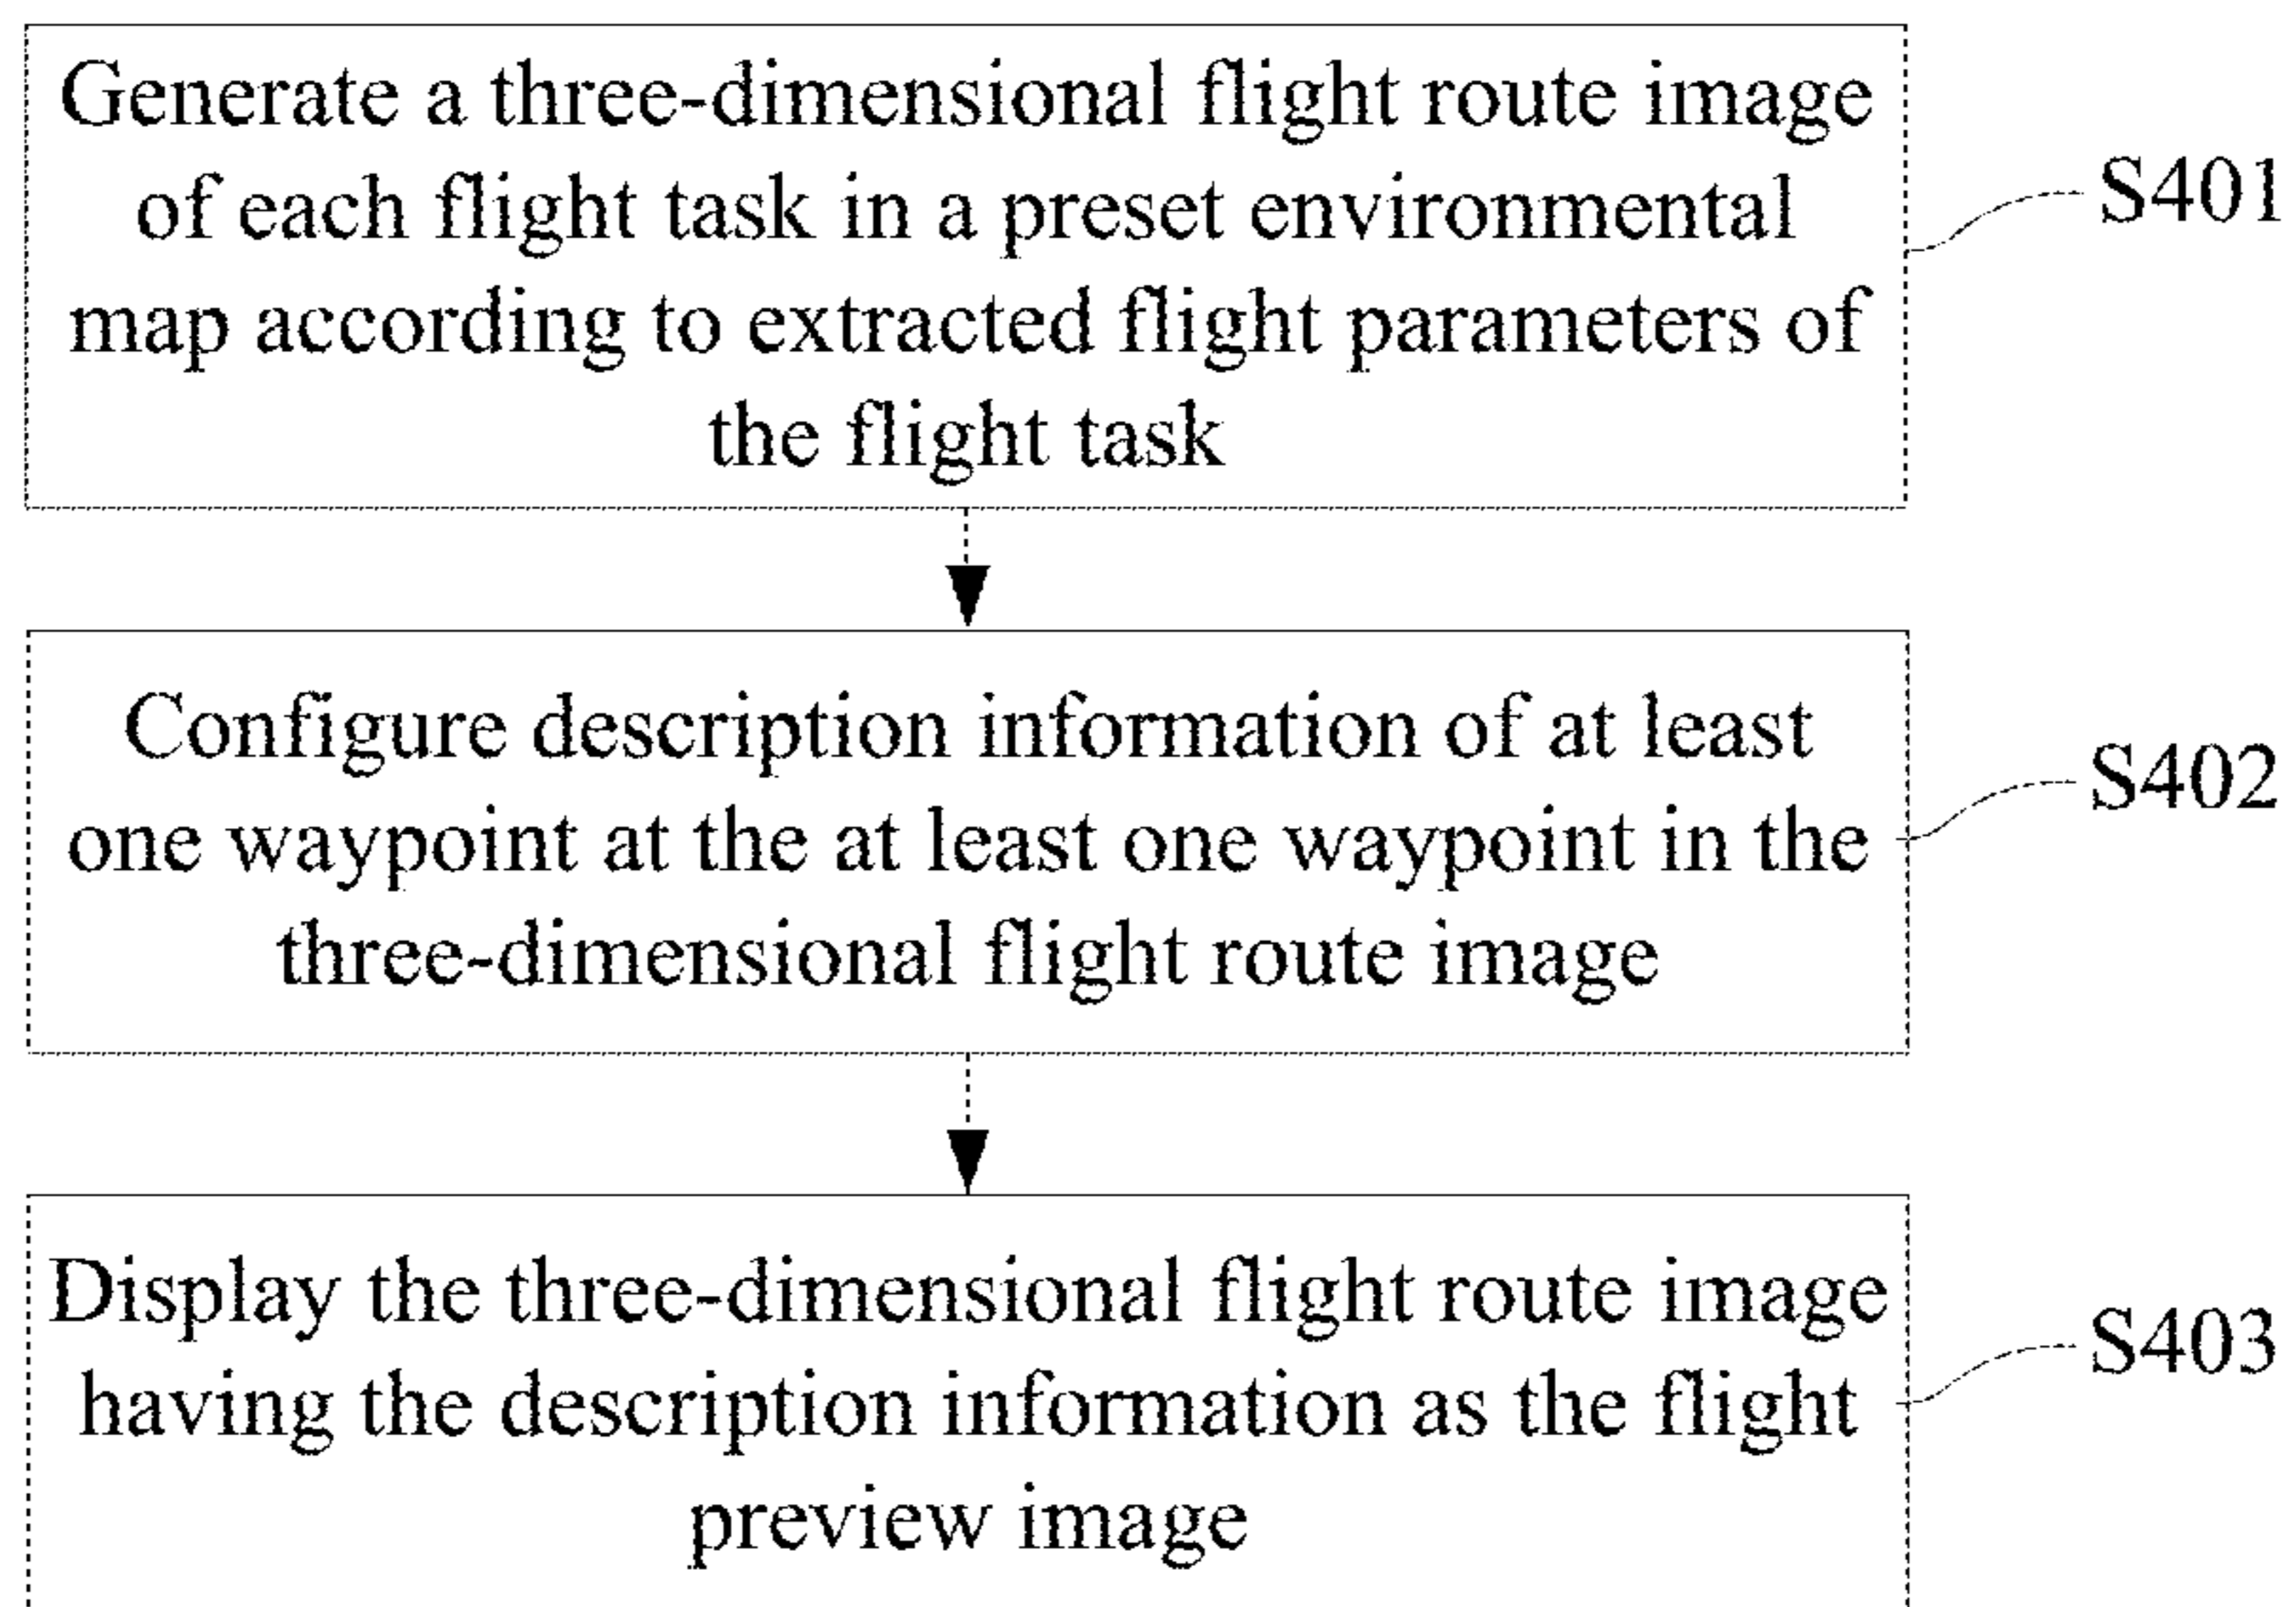 Generate a three-dimensional flight route image
of each flight task in a preset environmental
map according to extracted flight parameters of
the flight task
S401
Configure description information of at least
one waypoint at the at least one waypoint in the
three-dimensional flight route image
S402
Display the three-dimensional flight route image
having the description information as the flight
preview image
S403